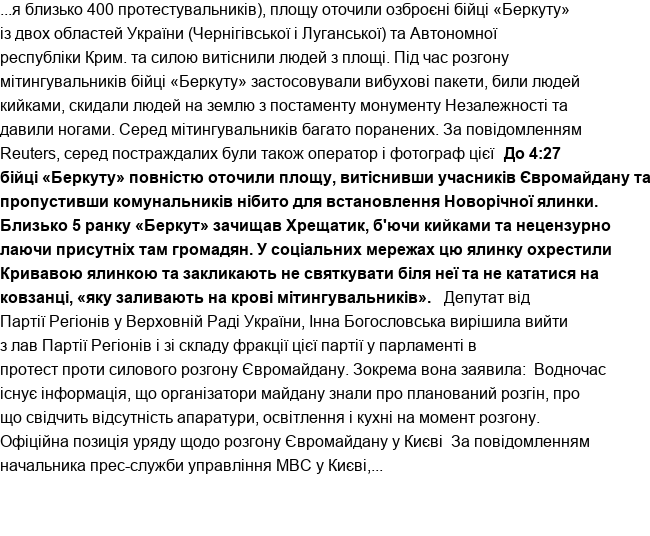 ...я близько 400 протестувальників), площу оточили озброєні бійці «Беркуту»
із двох областей України (Чернігівської і Луганської) та Автономної
республіки Крим. та силою витіснили людей з площі. Під час розгону
мітингувальників бійці «Беркуту» застосовували вибухові пакети, били людей
кийками, скидали людей на землю з постаменту монументу Незалежності та
давили ногами. Серед мітингувальників багато поранених. За повідомленням
Reuters, серед постраждалих були також оператор і фотограф цієї  До 4:27
бійці «Беркуту» повністю оточили площу, витіснивши учасників Євромайдану та
пропустивши комунальників нібито для встановлення Новорічної ялинки.
Близько 5 ранку «Беркут» зачищав Хрещатик, б'ючи кийками та нецензурно
лаючи присутніх там громадян. У соціальних мережах цю ялинку охрестили
Кривавою ялинкою та закликають не святкувати біля неї та не кататися на
ковзанці, «яку заливають на крові мітингувальників».   Депутат від
Партії Регіонів у Верховній Раді України, Інна Богословська вирішила вийти
з лав Партії Регіонів і зі складу фракції цієї партії у парламенті в
протест проти силового розгону Євромайдану. Зокрема вона заявила:  Водночас
існує інформація, що організатори майдану знали про планований розгін, про
що свідчить відсутність апаратури, освітлення і кухні на момент розгону.
Офіційна позиція уряду щодо розгону Євромайдану у Києві  За повідомленням
начальника прес-служби управління МВС у Києві,...